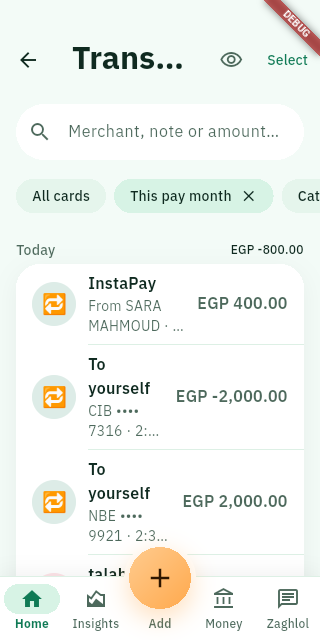 DEBUG
Trans...
Select
Merchant, note or amount...
All cards
This pay month
Cat
Today
EGP -800.00
InstaPay
From SARA
MAHMOUD · ...
EGP 400.00
To
yourself
CIB ••••
7316 · 2:...
EGP -2,000.00
To
yourself
NBE ••••
9921 · 2:3...
EGP 2,000.00
talab
Home
Insights
Add
Money
Zaghlol